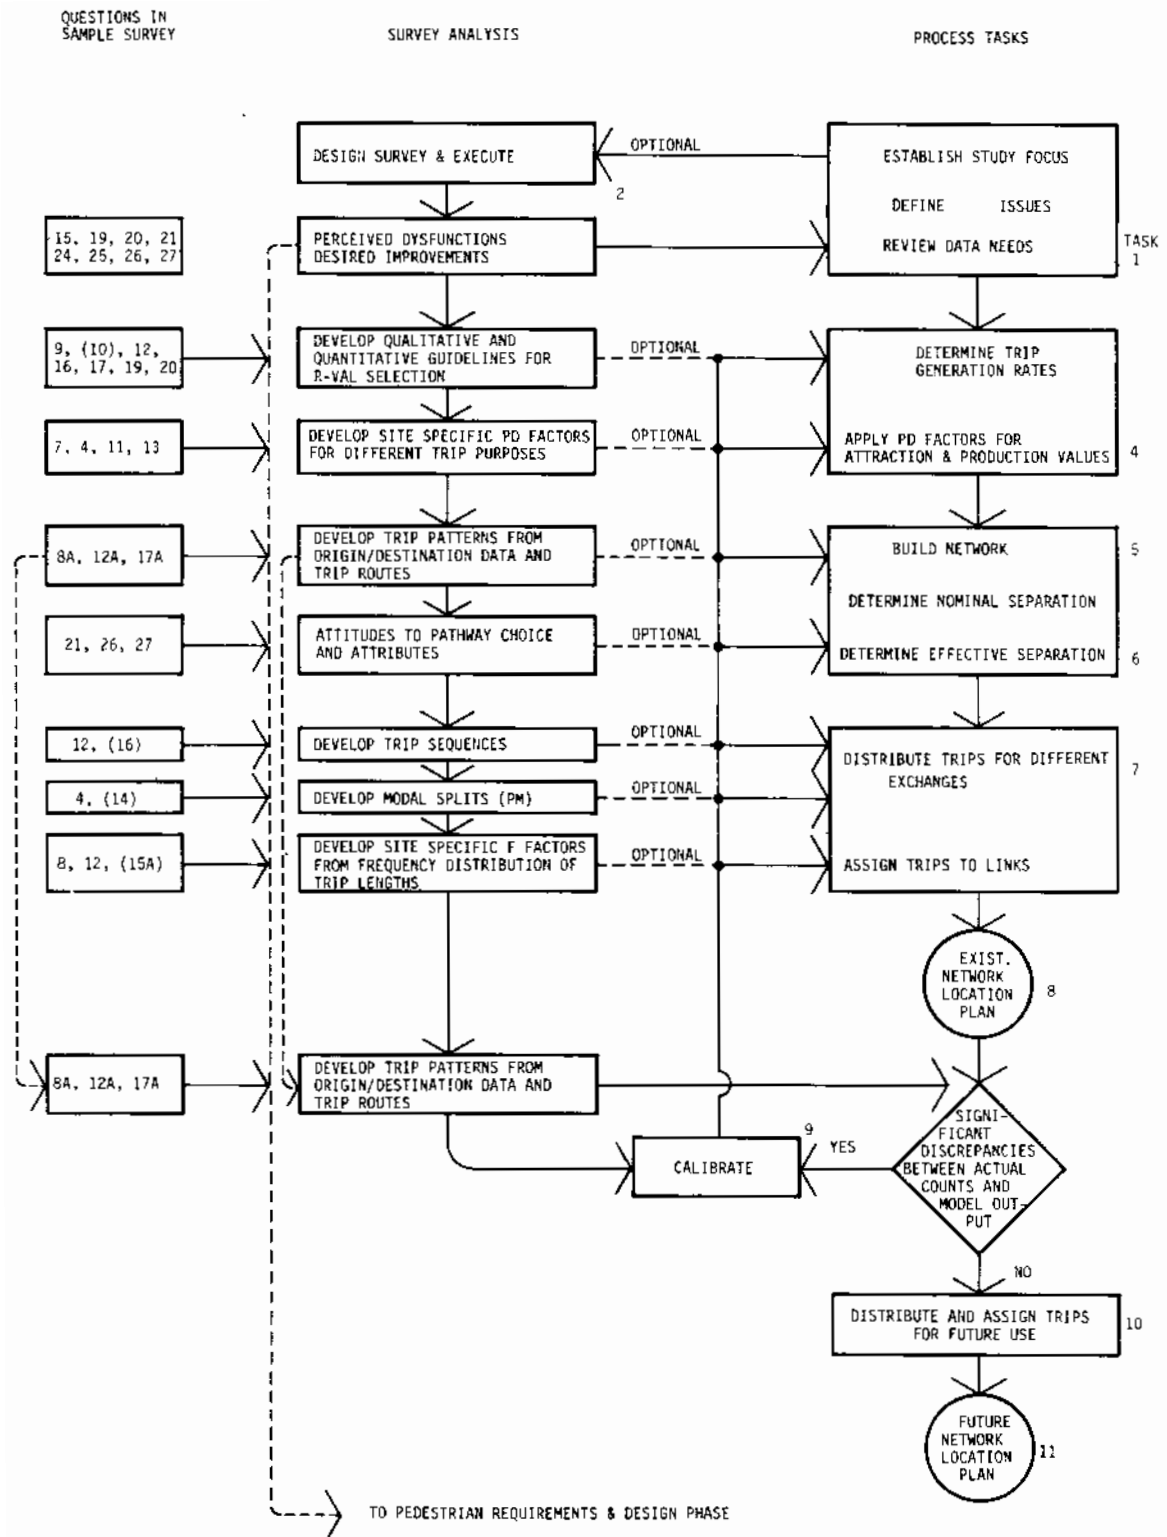 QUESTIONS IN
SAMPLE SURVEY
SURVEY ANALYSIS
PROCESS TASKS
DESIGN SURVEY & EXECUTE
OPTIONAL
2
ESTABLISH STUDY FOCUS
DEFINE ISSUES
REVIEW DATA NEEDS
TASK
1
15, 19, 20, 21
24, 25, 26, 27
PERCEIVED DYSFUNCTIONS
DESIRED IMPROVEMENTS
9, (10), 12,
16, 17, 19, 20
DEVELOP QUALITATIVE AND
QUANTITATIVE GUIDELINES FOR
R-VAL SELECTION
OPTIONAL
DETERMINE TRIP
GENERATION RATES
7, 4, 11, 13
DEVELOP SITE SPECIFIC PD FACTORS
FOR DIFFERENT TRIP PURPOSES
OPTIONAL
APPLY PD FACTORS FOR
ATTRACTION & PRODUCTION VALUES
4
8A, 12A, 17A
DEVELOP TRIP PATTERNS FROM
ORIGIN/DESTINATION DATA AND
TRIP ROUTES
OPTIONAL
BUILD NETWORK
5
DETERMINE NOMINAL SEPARATION
21, 26, 27
ATTITUDES TO PATHWAY CHOICE
AND ATTRIBUTES
OPTIONAL
DETERMINE EFFECTIVE SEPARATION
6
12, (16)
DEVELOP TRIP SEQUENCES
OPTIONAL
DISTRIBUTE TRIPS FOR DIFFERENT
EXCHANGES
7
4, (14)
DEVELOP MODAL SPLITS (PM)
OPTIONAL
8, 12, (15A)
DEVELOP SITE SPECIFIC F FACTORS
FROM FREQUENCY DISTRIBUTION OF
TRIP LENGTHS
OPTIONAL
ASSIGN TRIPS TO LINKS
EXIST.
NETWORK
LOCATION
PLAN
8
8A, 12A, 17A
DEVELOP TRIP PATTERNS FROM
ORIGIN/DESTINATION DATA AND
TRIP ROUTES
9
CALIBRATE
YES
SIGNI-
FICANT
DISCREPANCIES
BETWEEN ACTUAL
COUNTS AND
MODEL OUT-
PUT
NO
DISTRIBUTE AND ASSIGN TRIPS
FOR FUTURE USE
10
FUTURE
NETWORK
LOCATION
PLAN
11
TO PEDESTRIAN REQUIREMENTS & DESIGN PHASE